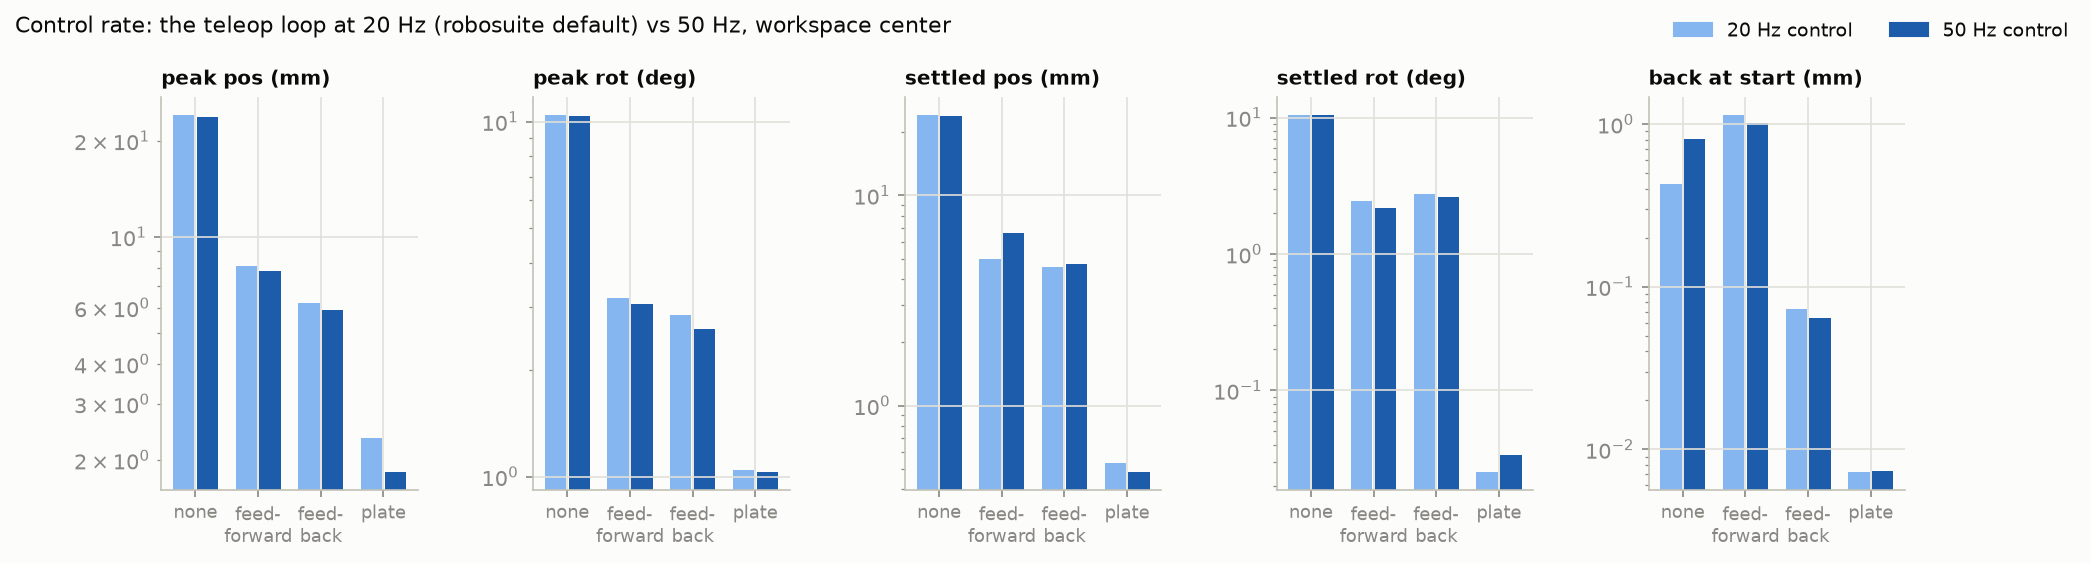 Control rate: the teleop loop at 20 Hz (robosuite default) vs 50 Hz, workspace center
20 Hz control
50 Hz control
peak pos (mm)
2 × 10¹
10¹
6 × 10⁰
4 × 10⁰
3 × 10⁰
2 × 10⁰
none
feed-
forward
feed-
back
plate
peak rot (deg)
10¹
10⁰
none
feed-
forward
feed-
back
plate
settled pos (mm)
10¹
10⁰
none
feed-
forward
feed-
back
plate
settled rot (deg)
10¹
10⁰
10⁻¹
none
feed-
forward
feed-
back
plate
back at start (mm)
10⁰
10⁻¹
10⁻²
none
feed-
forward
feed-
back
plate